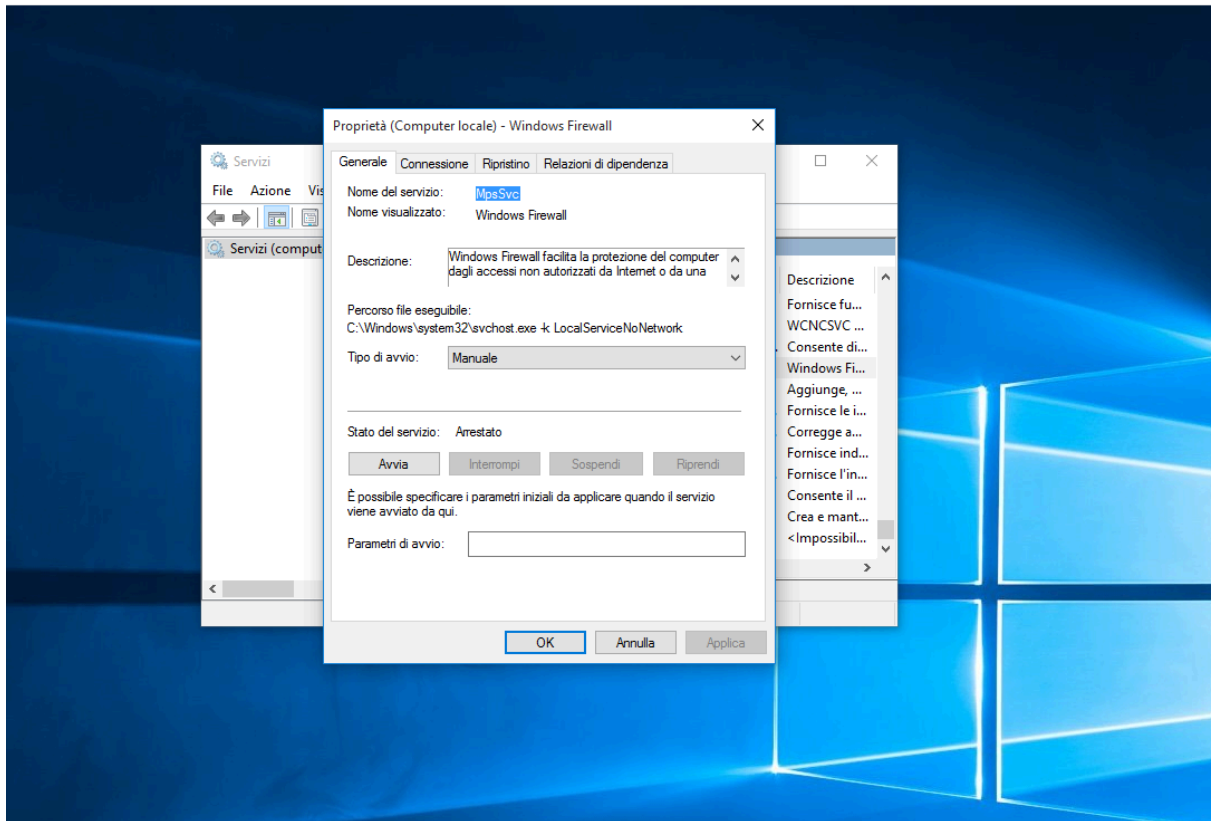 Proprietà (Computer locale) - Windows Firewall
Servizi
File Azione Vis
Servizi (comput
Generale Connessione Ripristino Relazioni di dipendenza
Nome del servizio: MpsSvc
Nome visualizzato: Windows Firewall
Descrizione: Windows Firewall facilita la protezione del computer
dagli accessi non autorizzati da Internet o da una
Percorso file eseguibile:
C:\Windows\system32\svchost.exe -k LocalServiceNoNetwork
Tipo di avvio: Manuale
Stato del servizio: Arrestato
Avvia Interrompi Sospendi Riprendi
È possibile specificare i parametri iniziali da applicare quando il servizio
viene avviato da qui.
Parametri di avvio:
OK Annulla Applica
Descrizione
Fornisce fu...
WCNCSVC ...
Consente di...
Windows Fi...
Aggiunge, ...
Fornisce le i...
Corregge a...
Fornisce ind...
Fornisce l'in...
Consente il ...
Crea e mant...
<Impossibil...